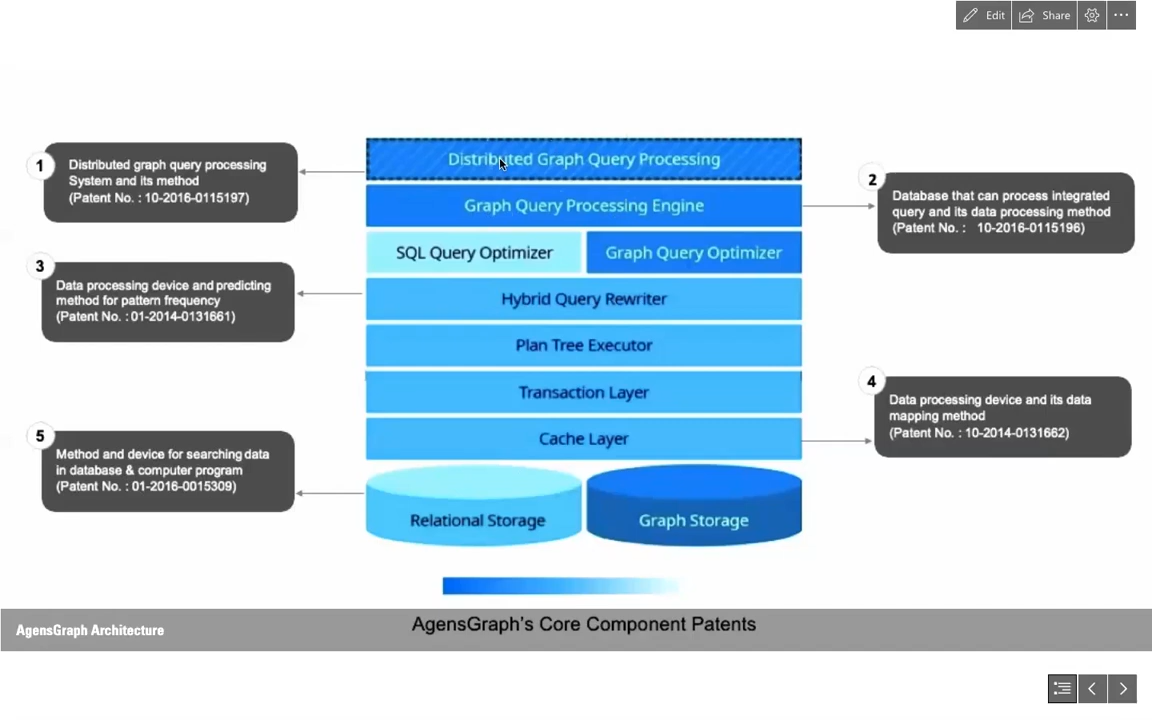 Edit
Share
1
Distributed graph query processing
System and its method
(Patent No. : 10-2016-0115197)
Distributed Graph Query Processing
Graph Query Processing Engine
2
Database that can process integrated
query and its data processing method
(Patent No. : 10-2016-0115196)
SQL Query Optimizer
Graph Query Optimizer
3
Data processing device and predicting
method for pattern frequency
(Patent No. : 01-2014-0131661)
Hybrid Query Rewriter
Plan Tree Executor
Transaction Layer
Cache Layer
4
Data processing device and its data
mapping method
(Patent No. : 10-2014-0131662)
5
Method and device for searching data
in database & computer program
(Patent No. : 01-2016-0015309)
Relational Storage
Graph Storage
AgensGraph Architecture
AgensGraph's Core Component Patents